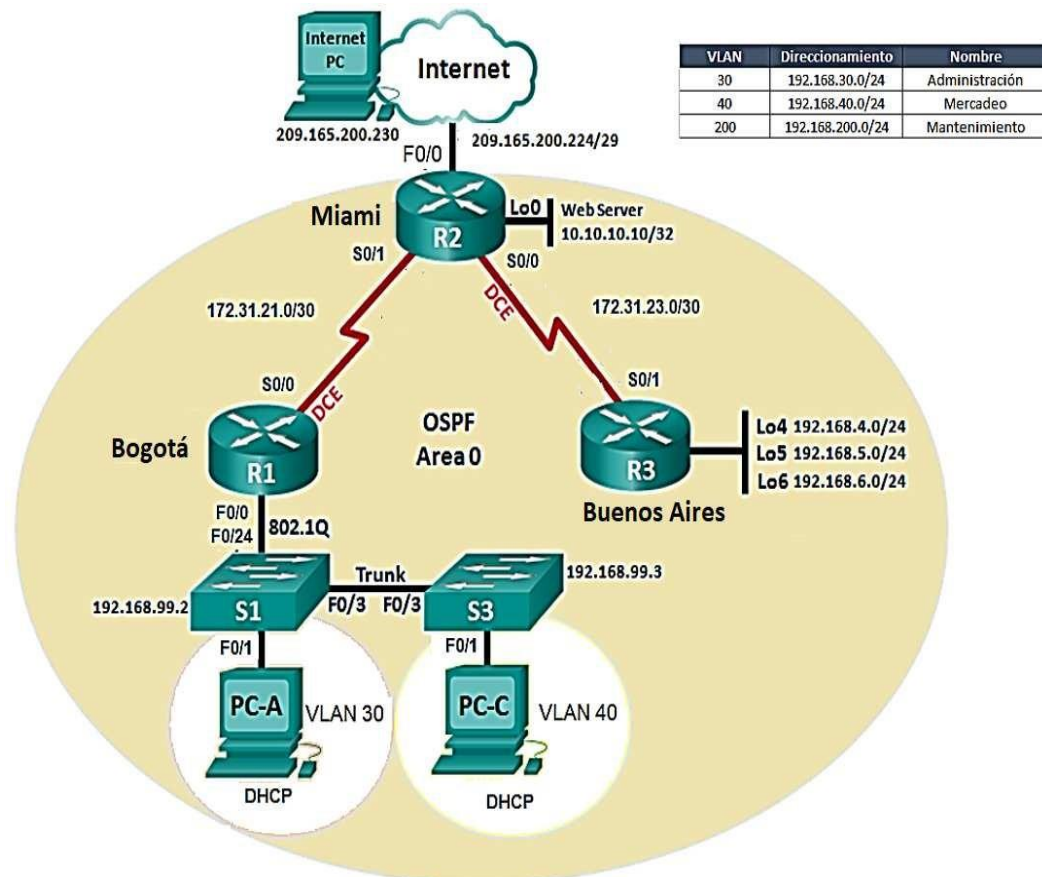 Internet
PC
Internet
209.165.200.230
209.165.200.224/29
F0/0
VLAN Direccionamiento Nombre
30 192.168.30.0/24 Administración
40 192.168.40.0/24 Mercadeo
200 192.168.200.0/24 Mantenimiento
Miami
R2
Lo0
Web Server
10.10.10.10/32
S0/1
S0/0
DCE
172.31.21.0/30
172.31.23.0/30
S0/0
DCE
S0/1
OSPF
Area 0
Bogotá
R1
R3
Buenos Aires
Lo4 192.168.4.0/24
Lo5 192.168.5.0/24
Lo6 192.168.6.0/24
F0/0
F0/24
802.1Q
192.168.99.2
S1
Trunk
F0/3 F0/3
S3
192.168.99.3
F0/1
F0/1
PC-A
VLAN 30
DHCP
PC-C
VLAN 40
DHCP